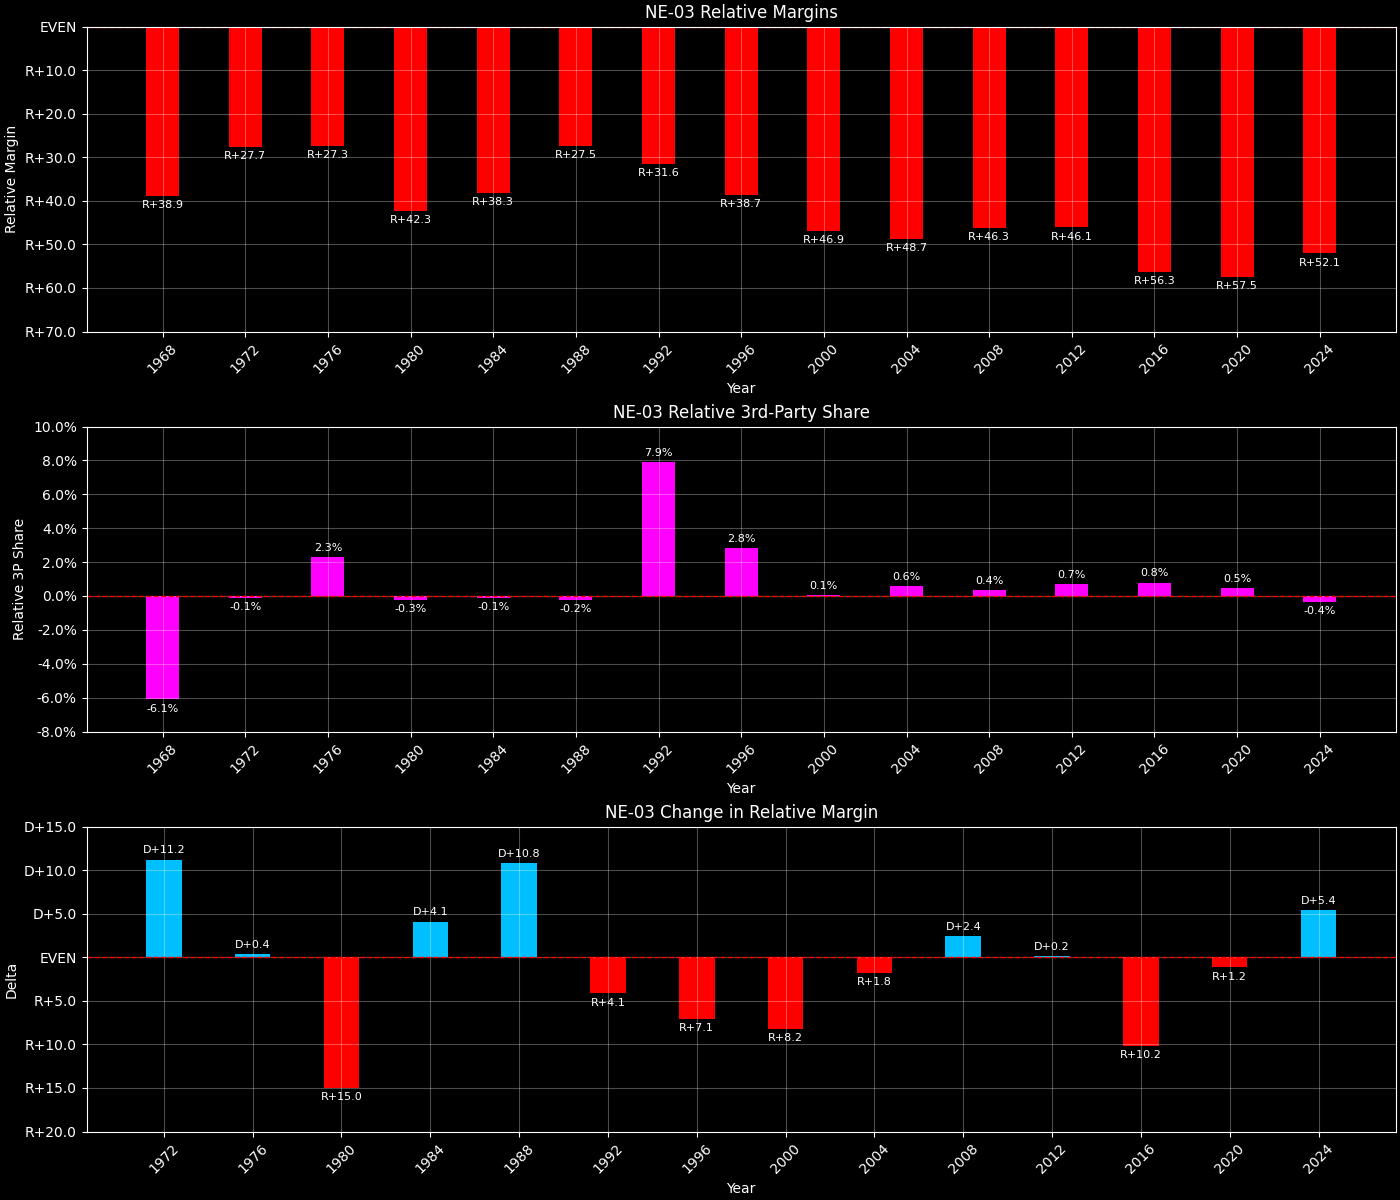 NE-03 Relative Margins
EVEN
R+10.0
R+20.0
R+30.0
R+40.0
R+50.0
R+60.0
R+70.0
Relative Margin
R+38.9
R+27.7
R+27.3
R+42.3
R+38.3
R+27.5
R+31.6
R+38.7
R+46.9
R+48.7
R+46.3
R+46.1
R+56.3
R+57.5
R+52.1
1968
1972
1976
1980
1984
1988
1992
1996
2000
2004
2008
2012
2016
2020
2024
Year
NE-03 Relative 3rd-Party Share
10.0%
8.0%
6.0%
4.0%
2.0%
0.0%
-2.0%
-4.0%
-6.0%
-8.0%
Relative 3P Share
-6.1%
-0.1%
2.3%
-0.3%
-0.1%
-0.2%
7.9%
2.8%
0.1%
0.6%
0.4%
0.7%
0.8%
0.5%
-0.4%
1968
1972
1976
1980
1984
1988
1992
1996
2000
2004
2008
2012
2016
2020
2024
Year
NE-03 Change in Relative Margin
D+15.0
D+10.0
D+5.0
EVEN
R+5.0
R+10.0
R+15.0
R+20.0
Delta
D+11.2
D+0.4
R+15.0
D+4.1
D+10.8
R+4.1
R+7.1
R+8.2
R+1.8
D+2.4
D+0.2
R+10.2
R+1.2
D+5.4
1972
1976
1980
1984
1988
1992
1996
2000
2004
2008
2012
2016
2020
2024
Year